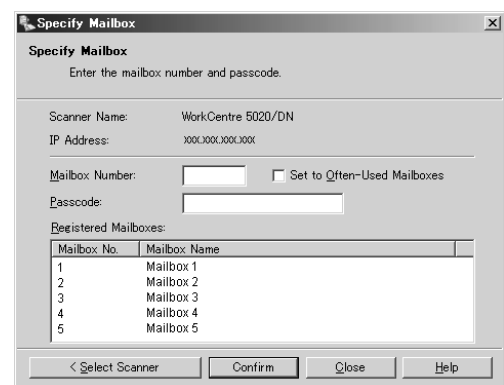 Specify Mailbox
Specify Mailbox
Enter the mailbox number and passcode.
Scanner Name: WorkCentre 5020/DN
IP Address: xxx.xxx.xxx.xxx
Mailbox Number: Set to Often-Used Mailboxes
Passcode:
Registered Mailboxes:
Mailbox No. Mailbox Name
1 Mailbox 1
2 Mailbox 2
3 Mailbox 3
4 Mailbox 4
5 Mailbox 5
< Select Scanner Confirm Close Help